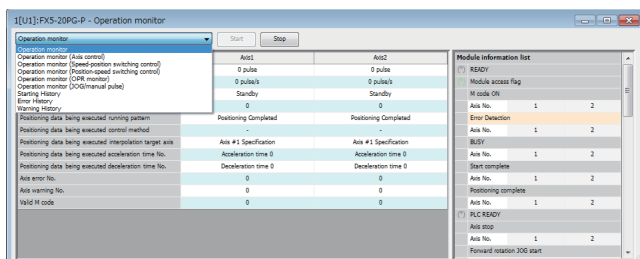 1[U1]:FX5-20PG-P - Operation monitor
Operation monitor Start Stop
Operation monitor
Operation monitor (Axis control)
Operation monitor (Speed-position switching control)
Operation monitor (Position-speed switching control)
Operation monitor (OPR monitor)
Operation monitor (JOG/manual pulse)
Starting History
Error History
Warning History
Axis1 Axis2
0 pulse 0 pulse
0 pulse/s 0 pulse/s
Standby Standby
0 0
Positioning data being executed running pattern Positioning Completed Positioning Completed
Positioning data being executed control method - -
Positioning data being executed interpolation target axis Axis #1 Specification Axis #1 Specification
Positioning data being executed acceleration time No. Acceleration time 0 Acceleration time 0
Positioning data being executed deceleration time No. Deceleration time 0 Deceleration time 0
Axis error No. 0 0
Axis warning No. 0 0
Valid M code 0 0
Module information list
READY
Module access flag
M code ON
Axis No. 1 2
Error Detection
Axis No. 1 2
BUSY
Axis No. 1 2
Start complete
Axis No. 1 2
Positioning complete
Axis No. 1 2
PLC READY
Axis stop
Axis No. 1 2
Forward rotation JOG start